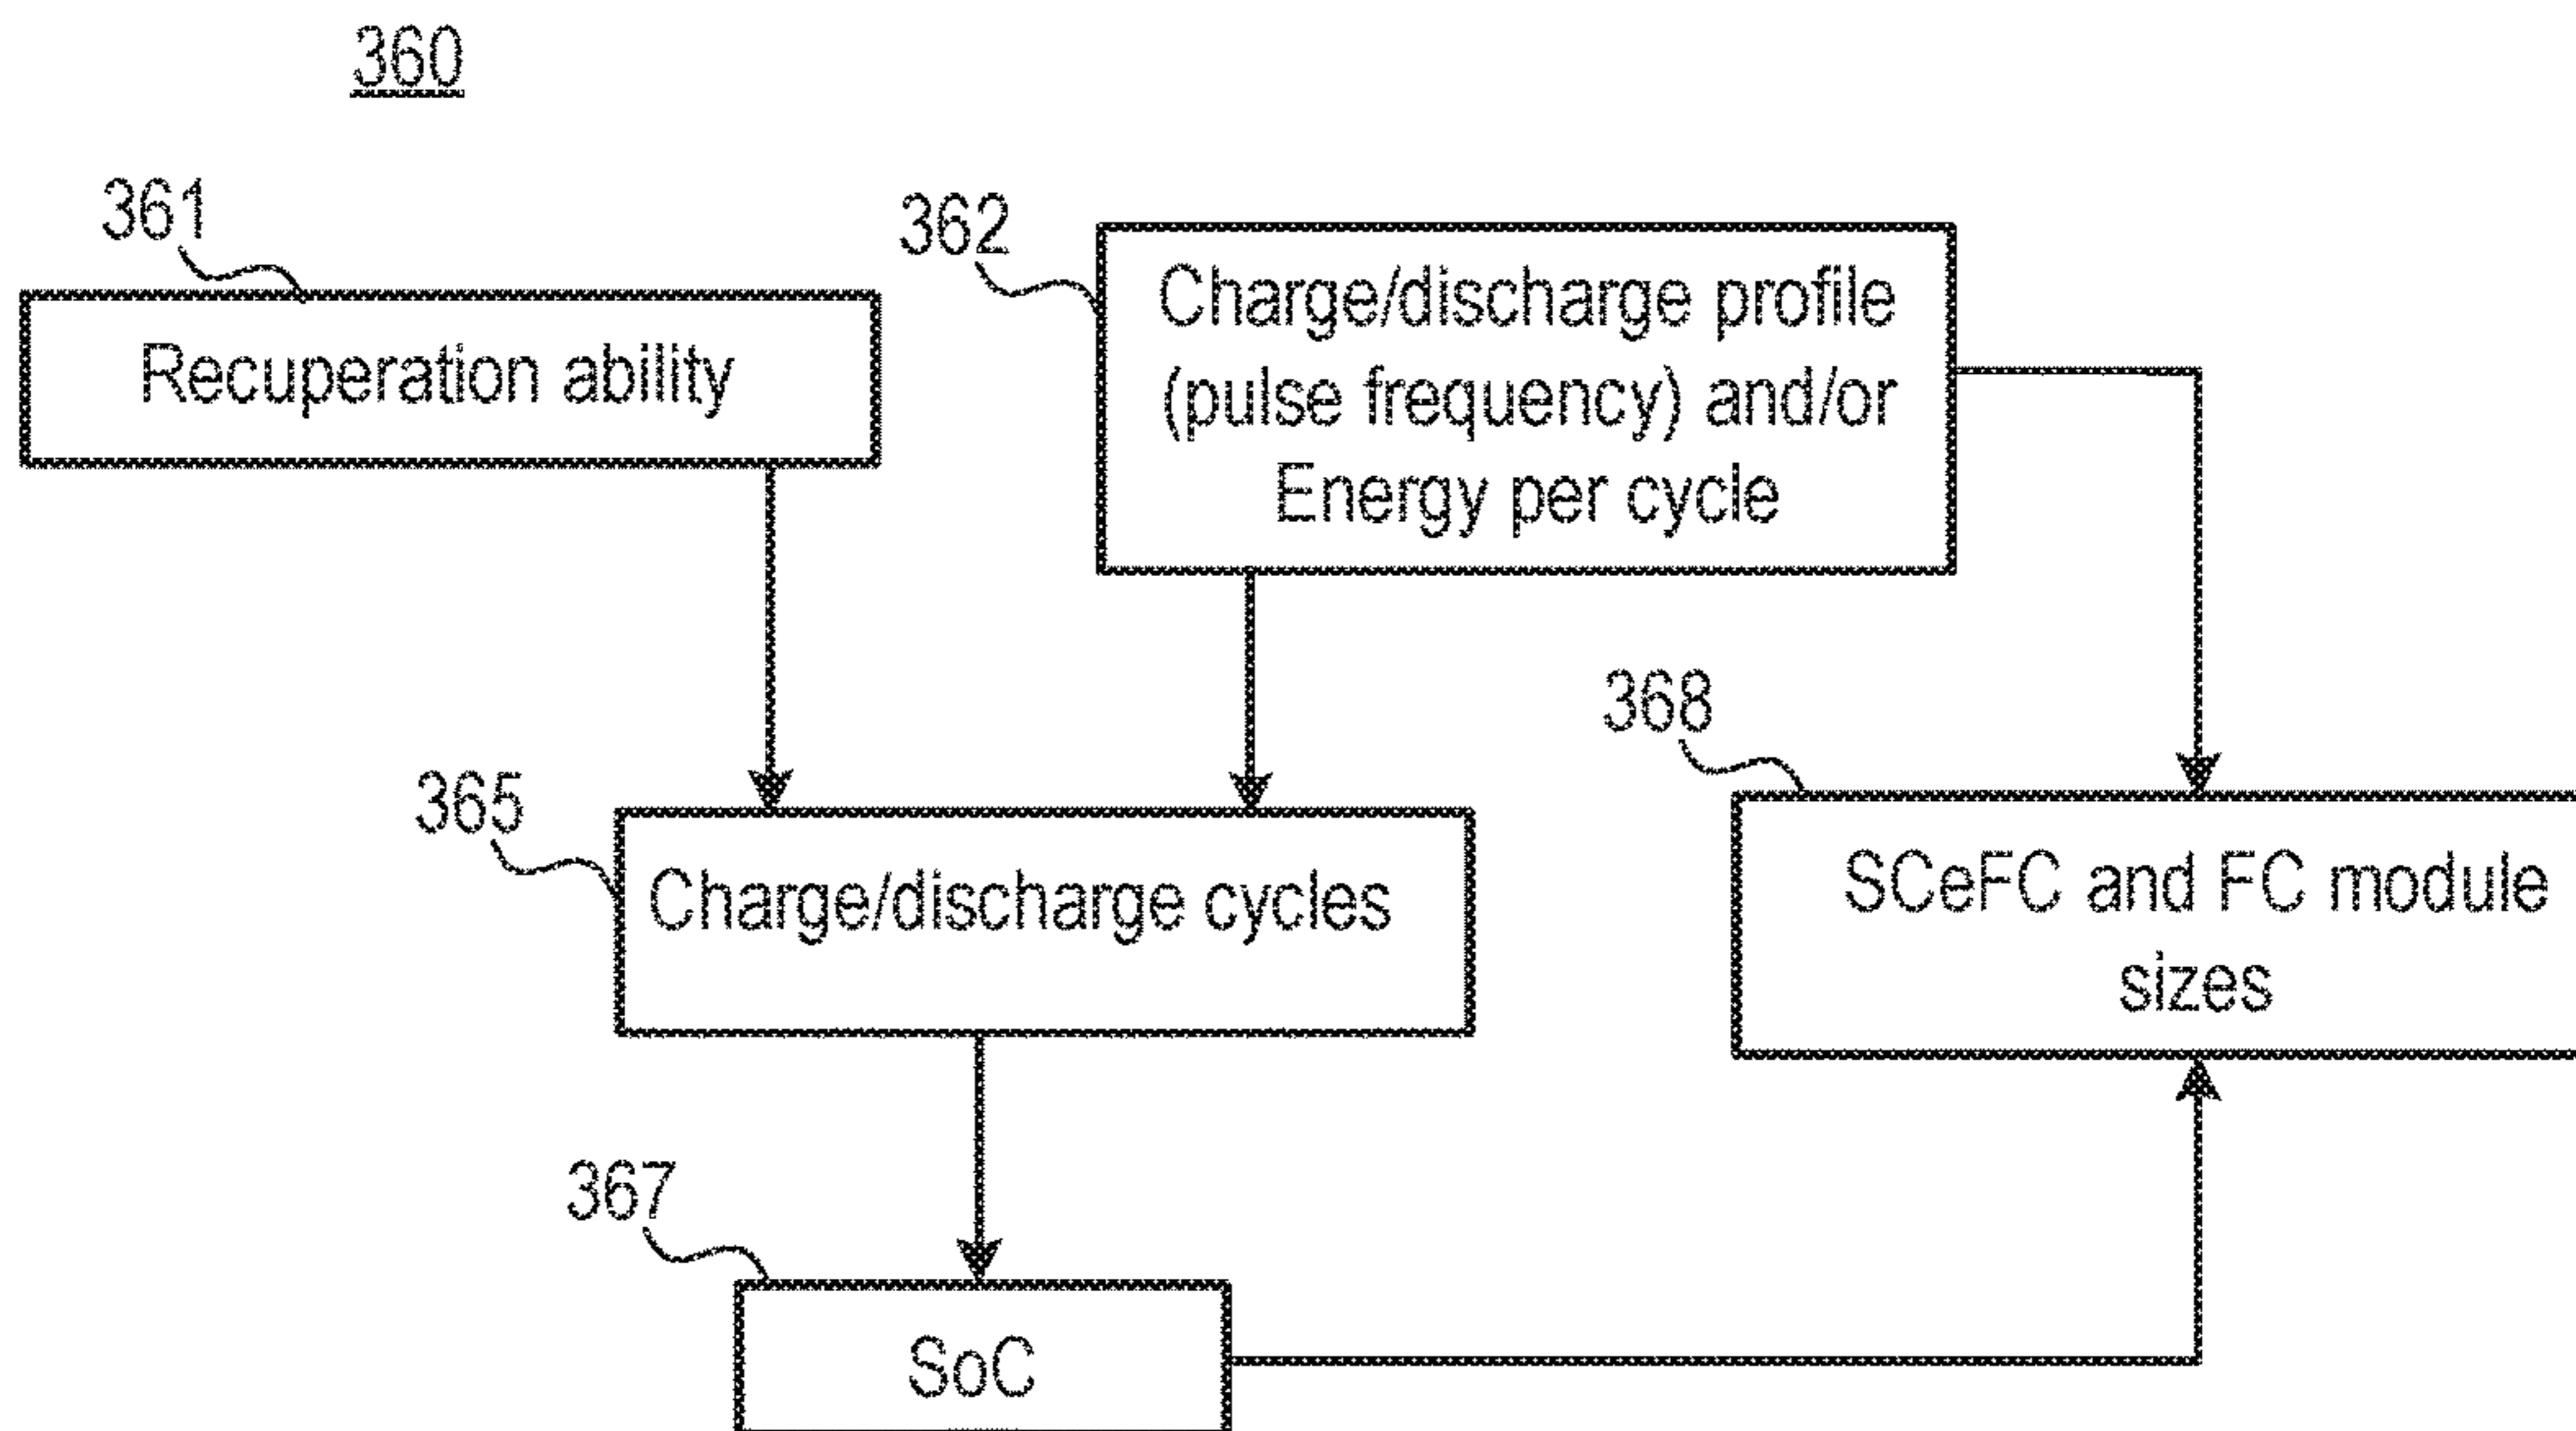 360
361
Recuperation ability
362
Charge/discharge profile
(pulse frequency) and/or
Energy per cycle
365
Charge/discharge cycles
368
SCeFC and FC module
sizes
367
SoC